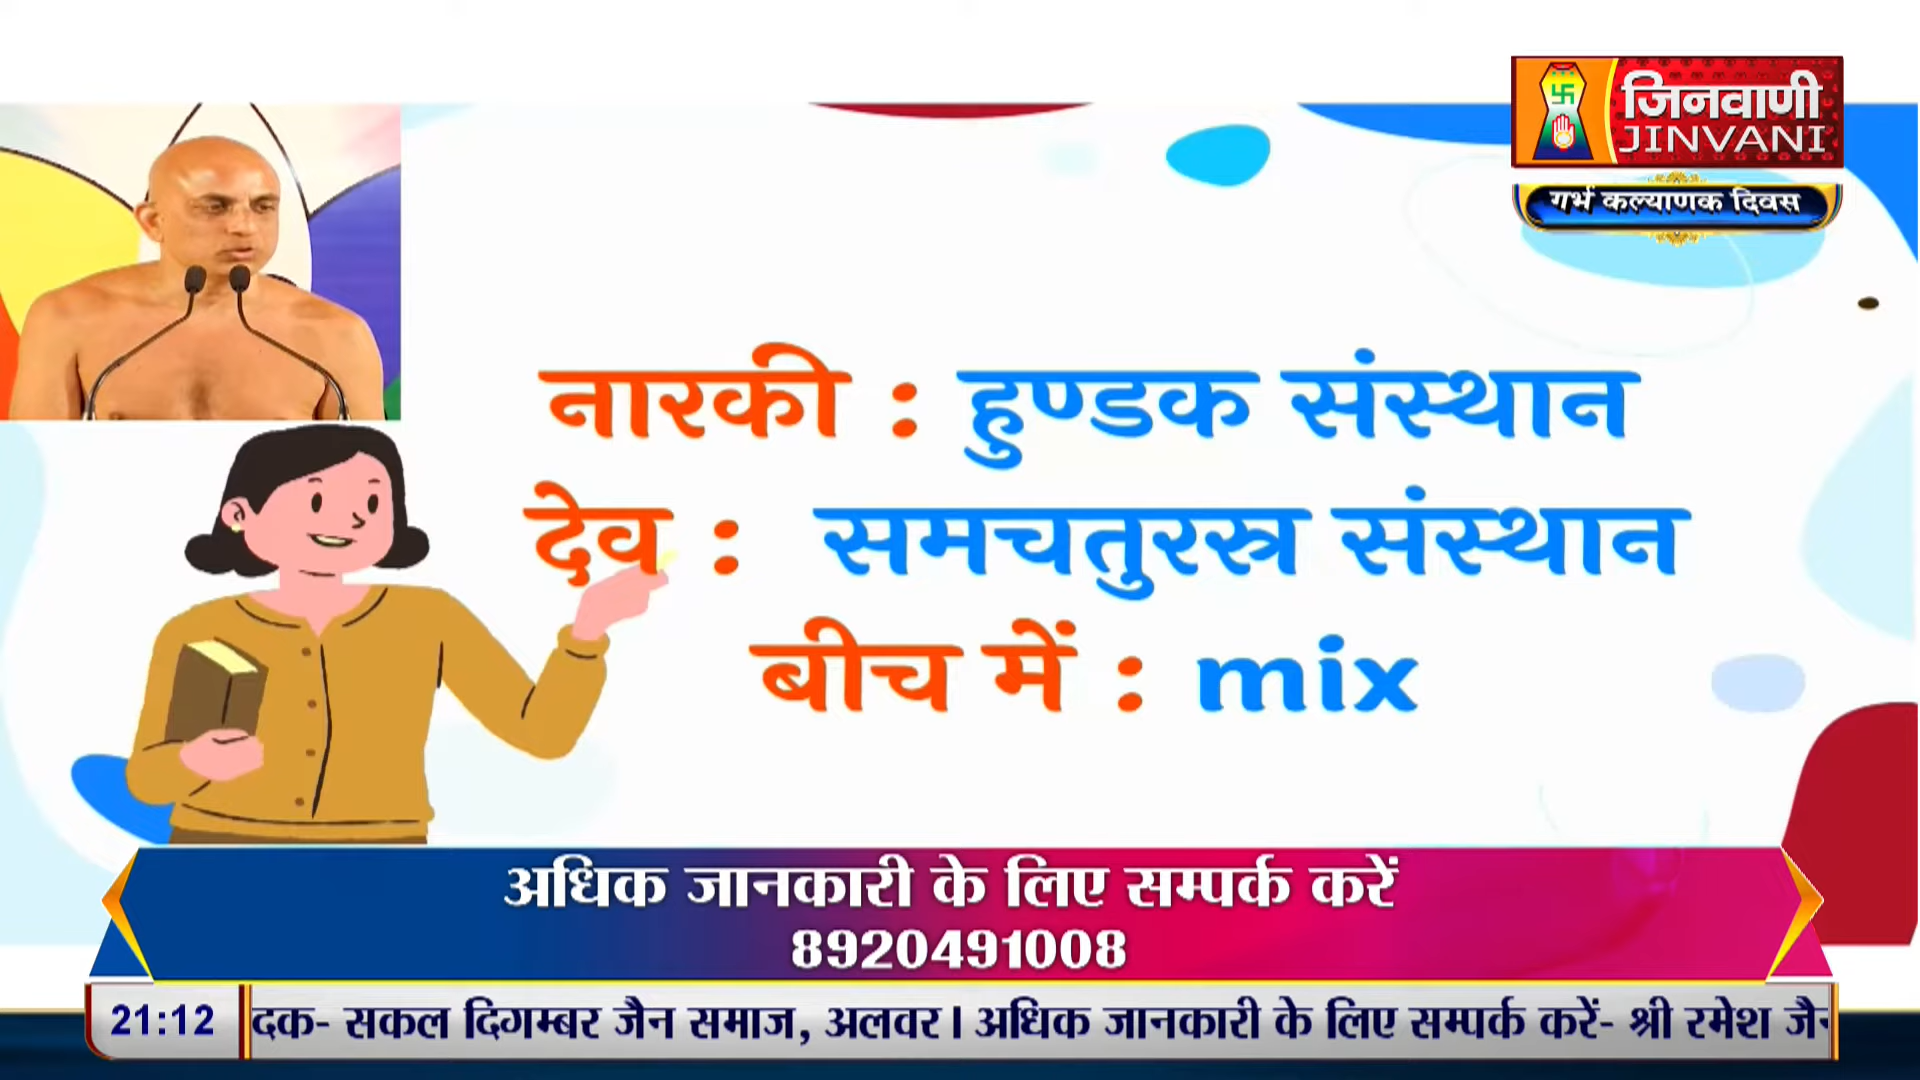 जिनवाणी
JINVANI
गर्भ कल्याणक दिवस
नारकी : हुण्डक संस्थान
देव : समचतुरस्र संस्थान
बीच में : mix
अधिक जानकारी के लिए सम्पर्क करें
8920491008
21:12 दक- सकल दिगम्बर जैन समाज, अलवर । अधिक जानकारी के लिए सम्पर्क करें- श्री रमेश